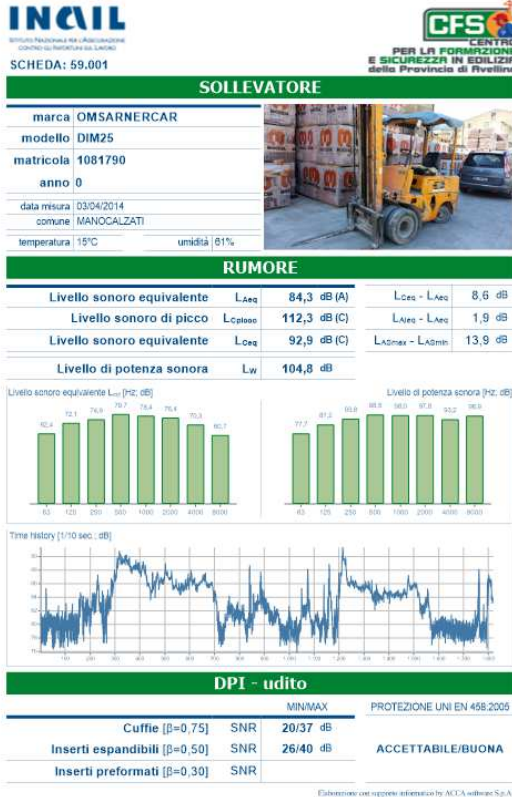 INAIL
ISTITUTO NAZIONALE PER L'ASSICURAZIONE
CONTRO GLI INFORTUNI SUL LAVORO
CFS
CENTRO
PER LA FORMAZIONE
E SICUREZZA IN EDILIZIA
della Provincia di Avellino
SCHEDA: 59.001
SOLLEVATORE
marca OMSARNERCAR
modello DIM25
matricola 1081790
anno 0
data misura 03/04/2014
comune MANOCALZATI
temperatura 15°C umidità 61%
RUMORE
Livello sonoro equivalente LAeq 84,3 dB (A) LCeq - LAeq 8,6 dB
Livello sonoro di picco LCpicco 112,3 dB (C) LAIeq - LAeq 1,9 dB
Livello sonoro equivalente LCeq 92,9 dB (C) LASmax - LASmin 13,9 dB
Livello di potenza sonora LW 104,8 dB
Livello sonoro equivalente [Hz; dB] Livello di potenza sonora [Hz; dB]
63 125 250 500 1000 2000 4000 8000 63 125 250 500 1000 2000 4000 8000
Time history [1/10 sec.; dB]
DPI - udito
MIN/MAX PROTEZIONE UNI EN 458:2005
Cuffie [β=0,75] SNR 20/37 dB
Inserti espandibili [β=0,50] SNR 26/40 dB ACCETTABILE/BUONA
Inserti preformati [β=0,30] SNR
Elaborazione con supporto informatico by ACCA software S.p.A.